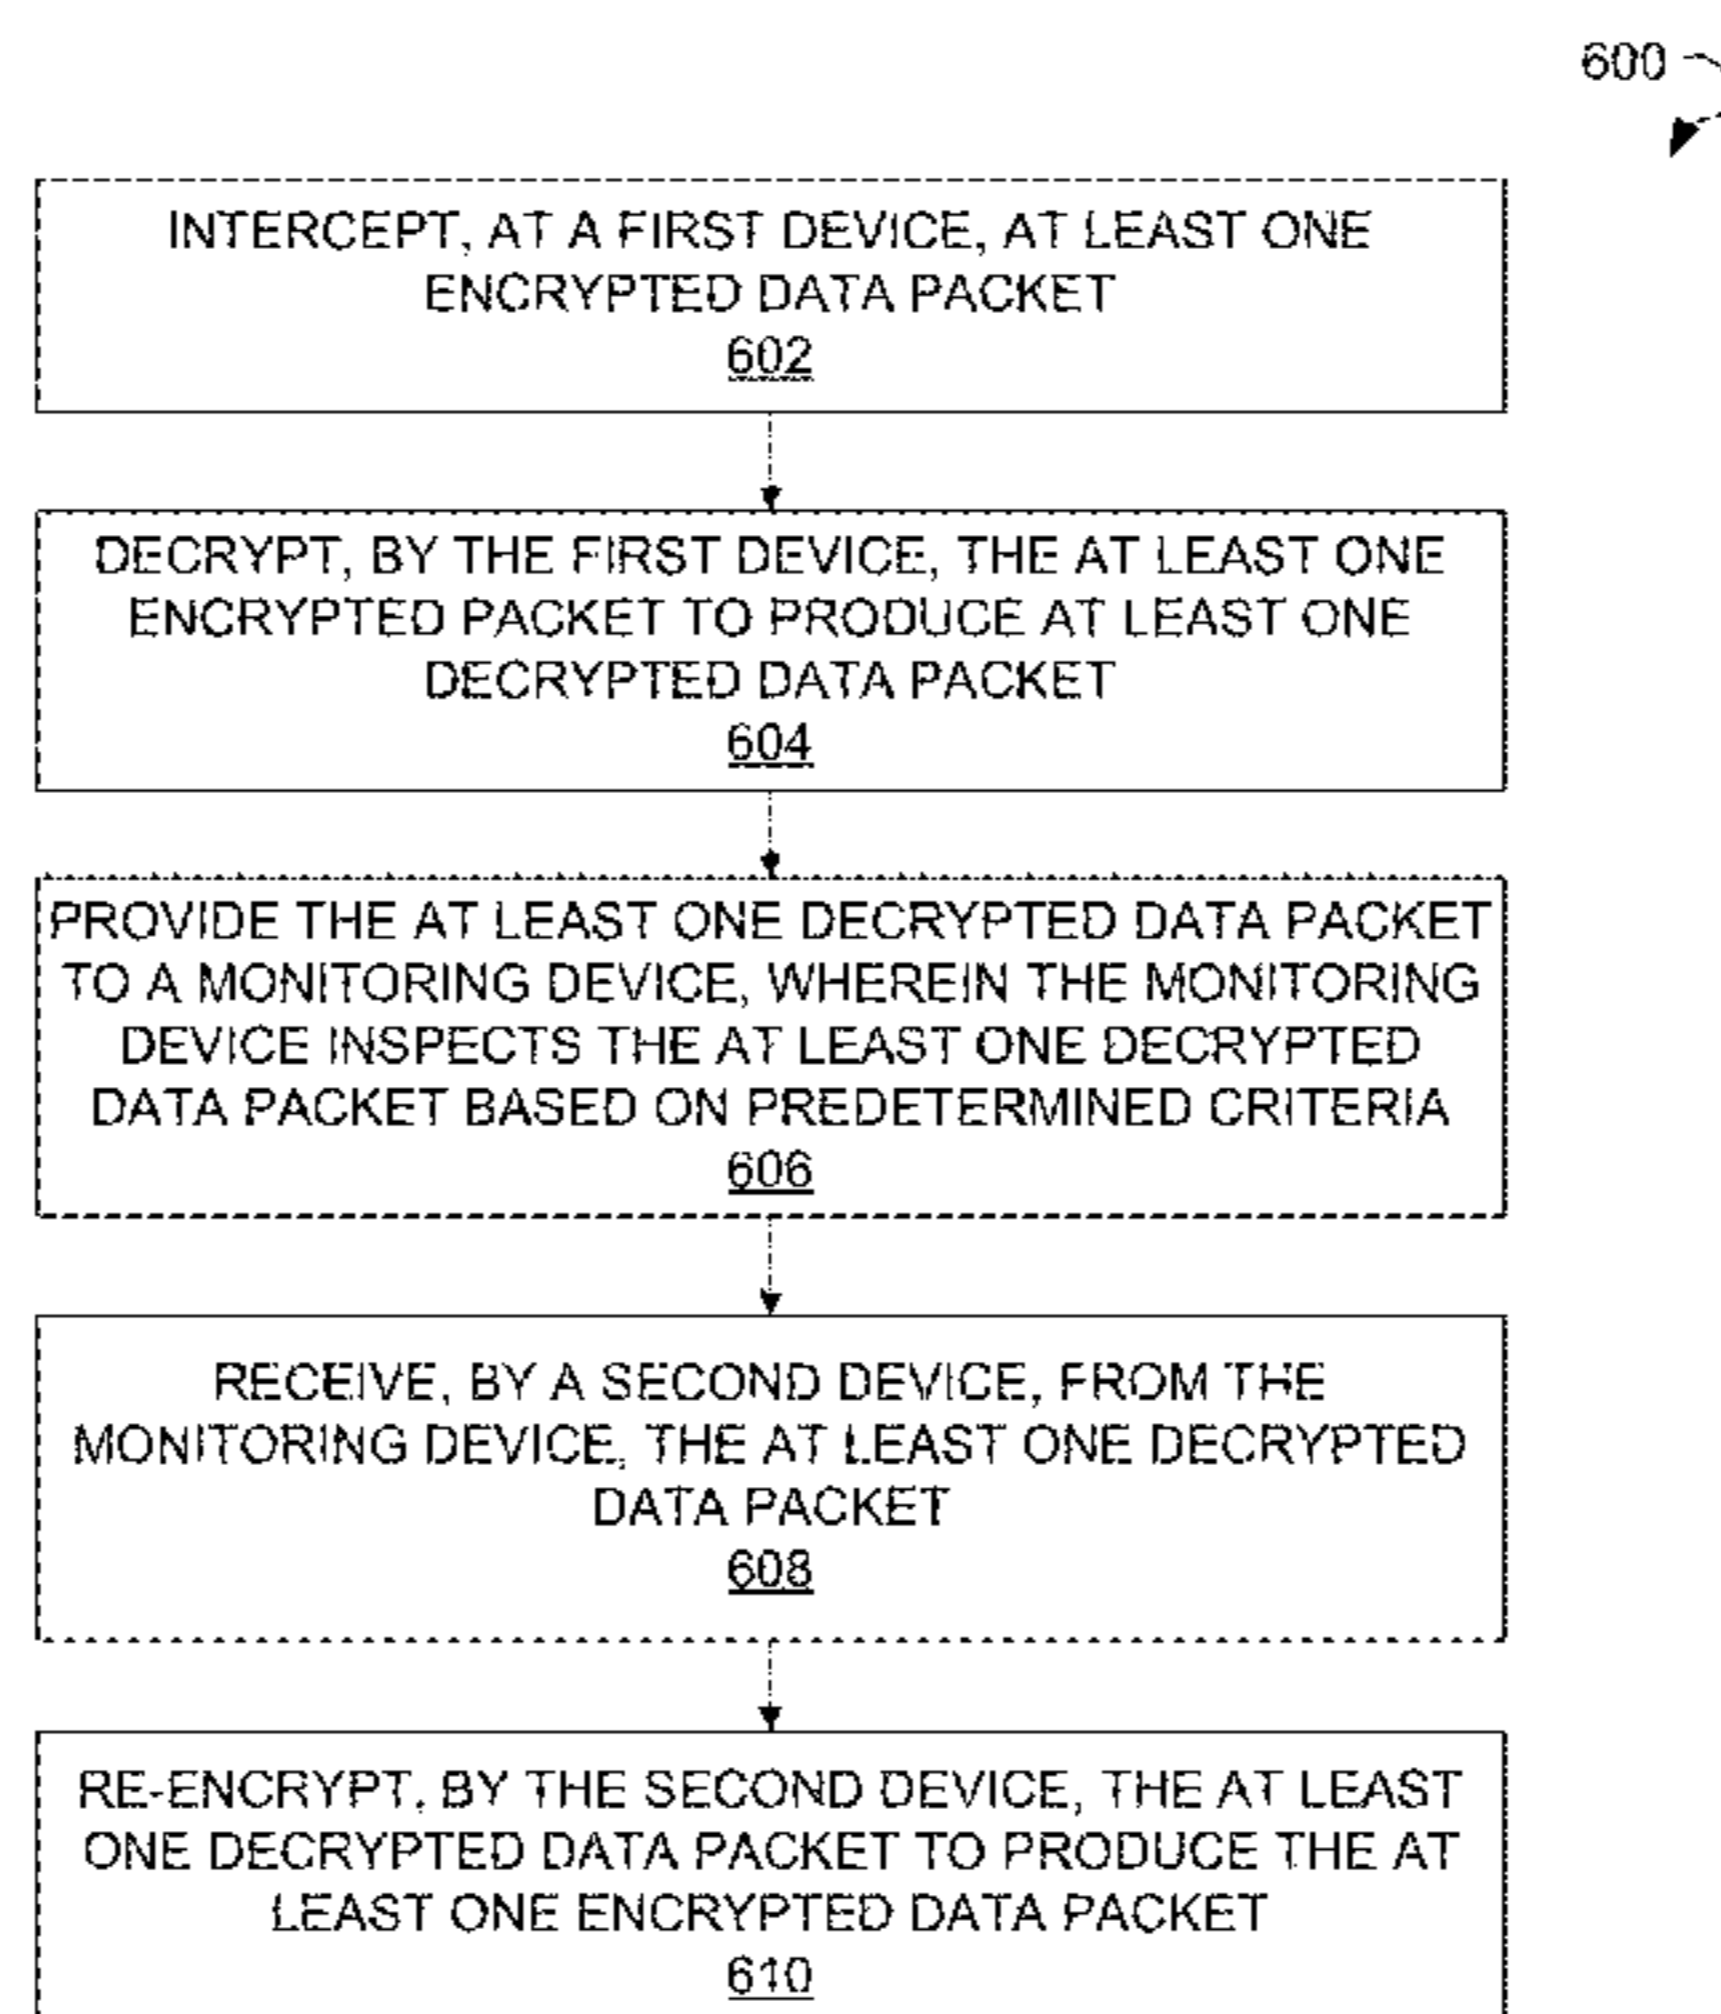 600
INTERCEPT, AT A FIRST DEVICE, AT LEAST ONE
ENCRYPTED DATA PACKET
602
DECRYPT, BY THE FIRST DEVICE, THE AT LEAST ONE
ENCRYPTED PACKET TO PRODUCE AT LEAST ONE
DECRYPTED DATA PACKET
604
PROVIDE THE AT LEAST ONE DECRYPTED DATA PACKET
TO A MONITORING DEVICE, WHEREIN THE MONITORING
DEVICE INSPECTS THE AT LEAST ONE DECRYPTED
DATA PACKET BASED ON PREDETERMINED CRITERIA
606
RECEIVE, BY A SECOND DEVICE, FROM THE
MONITORING DEVICE, THE AT LEAST ONE DECRYPTED
DATA PACKET
608
RE-ENCRYPT, BY THE SECOND DEVICE, THE AT LEAST
ONE DECRYPTED DATA PACKET TO PRODUCE THE AT
LEAST ONE ENCRYPTED DATA PACKET
610